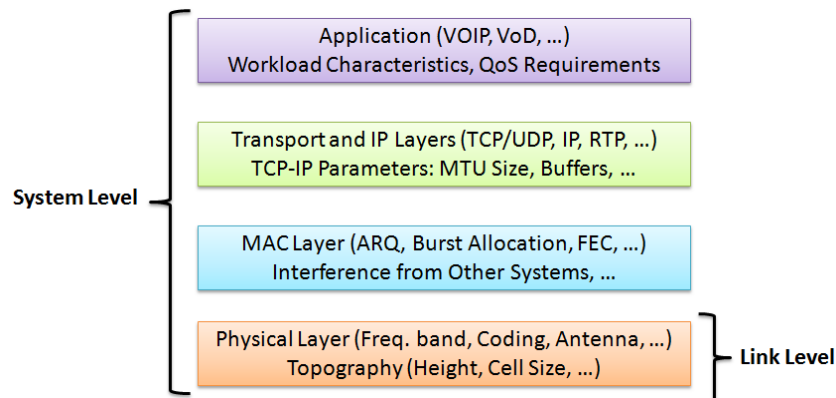 Application (VOIP, VoD, ...)
Workload Characteristics, QoS Requirements
Transport and IP Layers (TCP/UDP, IP, RTP, ...)
TCP-IP Parameters: MTU Size, Buffers, ...
System Level
MAC Layer (ARQ, Burst Allocation, FEC, ...)
Interference from Other Systems, ...
Physical Layer (Freq. band, Coding, Antenna, ...)
Topography (Height, Cell Size, ...)
Link Level